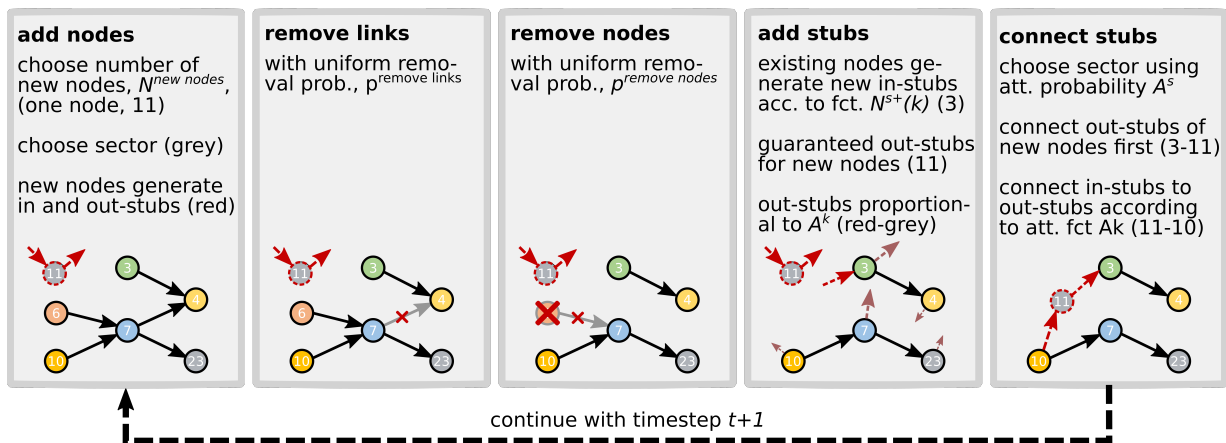 add nodes
choose number of
new nodes, N^new nodes,
(one node, 11)
choose sector (grey)
new nodes generate
in and out-stubs (red)
11
3
4
6
7
10
23
remove links
with uniform remo-
val prob., p^remove links
11
3
4
6
7
10
23
remove nodes
with uniform remo-
val prob., p^remove nodes
11
3
4
7
10
23
add stubs
existing nodes ge-
nerate new in-stubs
acc. to fct. N^s+(k) (3)
guaranteed out-stubs
for new nodes (11)
out-stubs proportion-
al to A^k (red-grey)
11
3
4
7
10
23
connect stubs
choose sector using
att. probability A^s
connect out-stubs of
new nodes first (3-11)
connect in-stubs to
out-stubs according
to att. fct Ak (11-10)
3
11
4
7
10
23
continue with timestep t+1